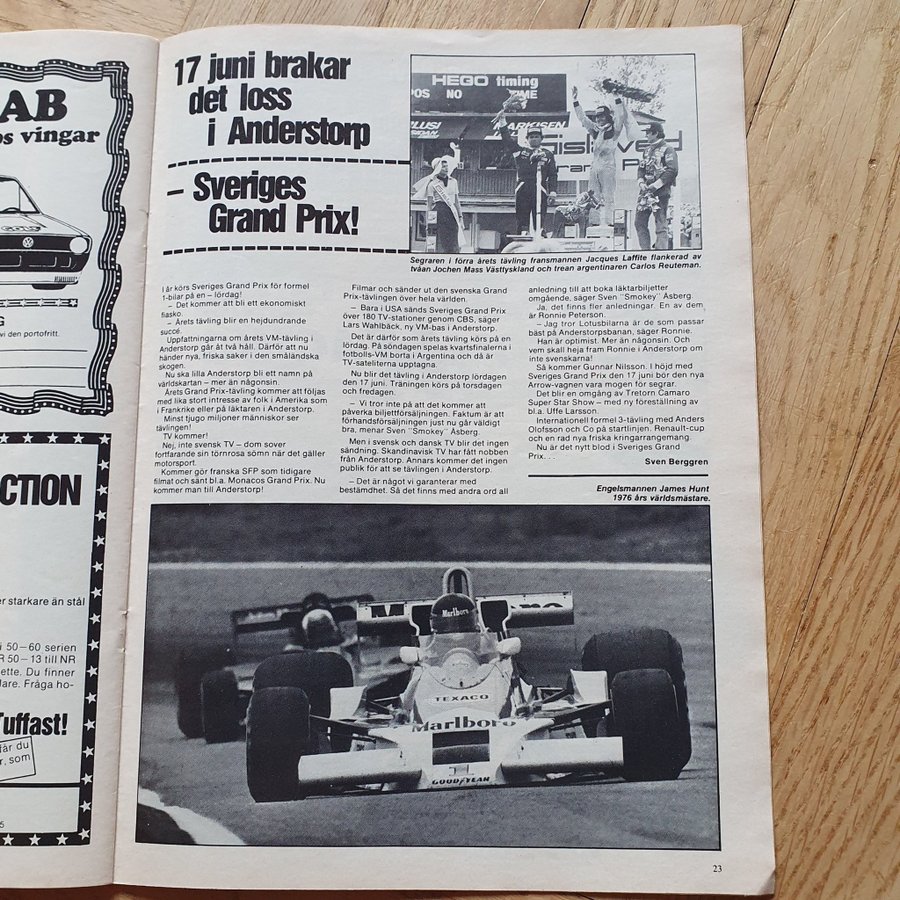 AB
os vingar
G
vi den portofritt.
CTION
er starkare än stål
i 50–60 serien
R 50–13 till NR
ette. Du finner
lare. Fråga ho-
Tuffast!
får du
r, som
5
17 juni brakar
det loss
i Anderstorp
– Sveriges
Grand Prix!
HEGO timing
POS NO TIME
Gislaved
Grand P
Segraren i förra årets tävling fransmannen Jacques Laffite flankerad av
tvåan Jochen Mass Västtyskland och trean argentinaren Carlos Reuteman.
I år körs Sveriges Grand Prix för formel
1-bilar på en – lördag!
– Det kommer att bli ett ekonomiskt
fiasko.
– Årets tävling blir en hejdundrande
succé.
Uppfattningarna om årets VM-tävling i
Anderstorp går åt två håll. Därför att nu
händer nya, friska saker i den småländska
skogen.
Nu ska lilla Anderstorp bli ett namn på
världskartan – mer än någonsin.
Årets Grand Prix-tävling kommer att följas
med lika stort intresse av folk i Amerika som
i Frankrike eller på läktaren i Anderstorp.
Minst tjugo miljoner människor ser
tävlingen!
TV kommer!
Nej, inte svensk TV – dom sover
fortfarande sin törnrosa sömn när det gäller
motorsport.
Kommer gör franska SFP som tidigare
filmat och sänt bl.a. Monacos Grand Prix. Nu
kommer man till Anderstorp!
Filmar och sänder ut den svenska Grand
Prix-tävlingen över hela världen.
– Bara i USA sänds Sveriges Grand Prix
över 180 TV-stationer genom CBS, säger
Lars Wahlbäck, ny VM-bas i Anderstorp.
Det är därför som årets tävling körs på en
lördag. På söndagen spelas kvartsfinalerna i
fotbolls-VM borta i Argentina och då är
TV-sateliterna upptagna.
Nu blir det tävling i Anderstorp lördagen
den 17 juni. Träningen körs på torsdagen
och fredagen.
– Vi tror inte på att det kommer att
påverka biljettförsäljningen. Faktum är att
förhandsförsäljningen just nu går väldigt
bra, menar Sven "Smokey" Åsberg.
Men i svensk och dansk TV blir det ingen
sändning. Skandinavisk TV har fått nobben
från Anderstorp. Annars kommer det ingen
publik för att se tävlingen i Anderstorp.
– Det är något vi garanterar med
bestämdhet. Så det finns med andra ord all
anledning till att boka läktarbiljetter
omgående, säger Sven "Smokey" Åsberg.
Ja, det finns fler anledningar. En av dem
är Ronnie Peterson.
– Jag tror Lotusbilarna är de som passar
bäst på Anderstorpsbanan, säger Ronnie.
Han är optimist. Mer än någonsin. Och
vem skall heja fram Ronnie i Anderstorp om
inte svenskarna!
Så kommer Gunnar Nilsson. I höjd med
Sveriges Grand Prix den 17 juni bör den nya
Arrow-vagnen vara mogen för segrar.
Det blir en omgång av Tretorn Camaro
Super Star Show – med ny föreställning av
bl.a. Uffe Larsson.
Internationell formel 3-tävling med Anders
Olofsson och Co på startlinjen. Renault-cup
och en rad nya friska kringarrangemang.
Nu är det nytt blod i Sveriges Grand
Prix. . .
Sven Berggren
Engelsmannen James Hunt
1976 års världsmästare.
Marlboro
TEXACO
Marlboro
GOODYEAR
23